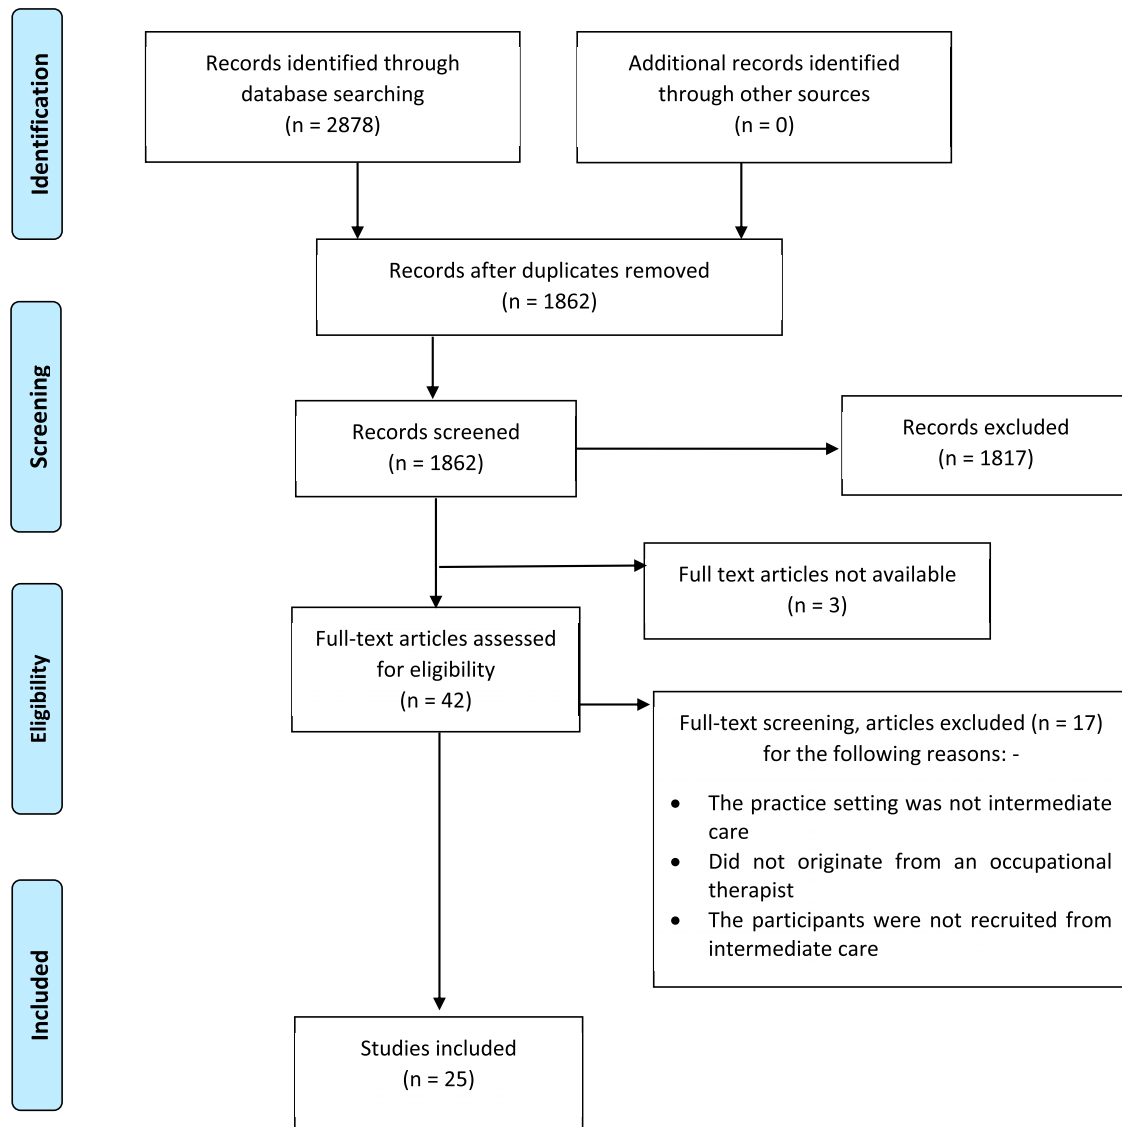 Identification
Records identified through
database searching
(n = 2878)
Additional records identified
through other sources
(n = 0)
Records after duplicates removed
(n = 1862)
Screening
Records screened
(n = 1862)
Records excluded
(n = 1817)
Full text articles not available
(n = 3)
Eligibility
Full-text articles assessed
for eligibility
(n = 42)
Full-text screening, articles excluded (n = 17)
for the following reasons: -
• The practice setting was not intermediate
care
• Did not originate from an occupational
therapist
• The participants were not recruited from
intermediate care
Included
Studies included
(n = 25)